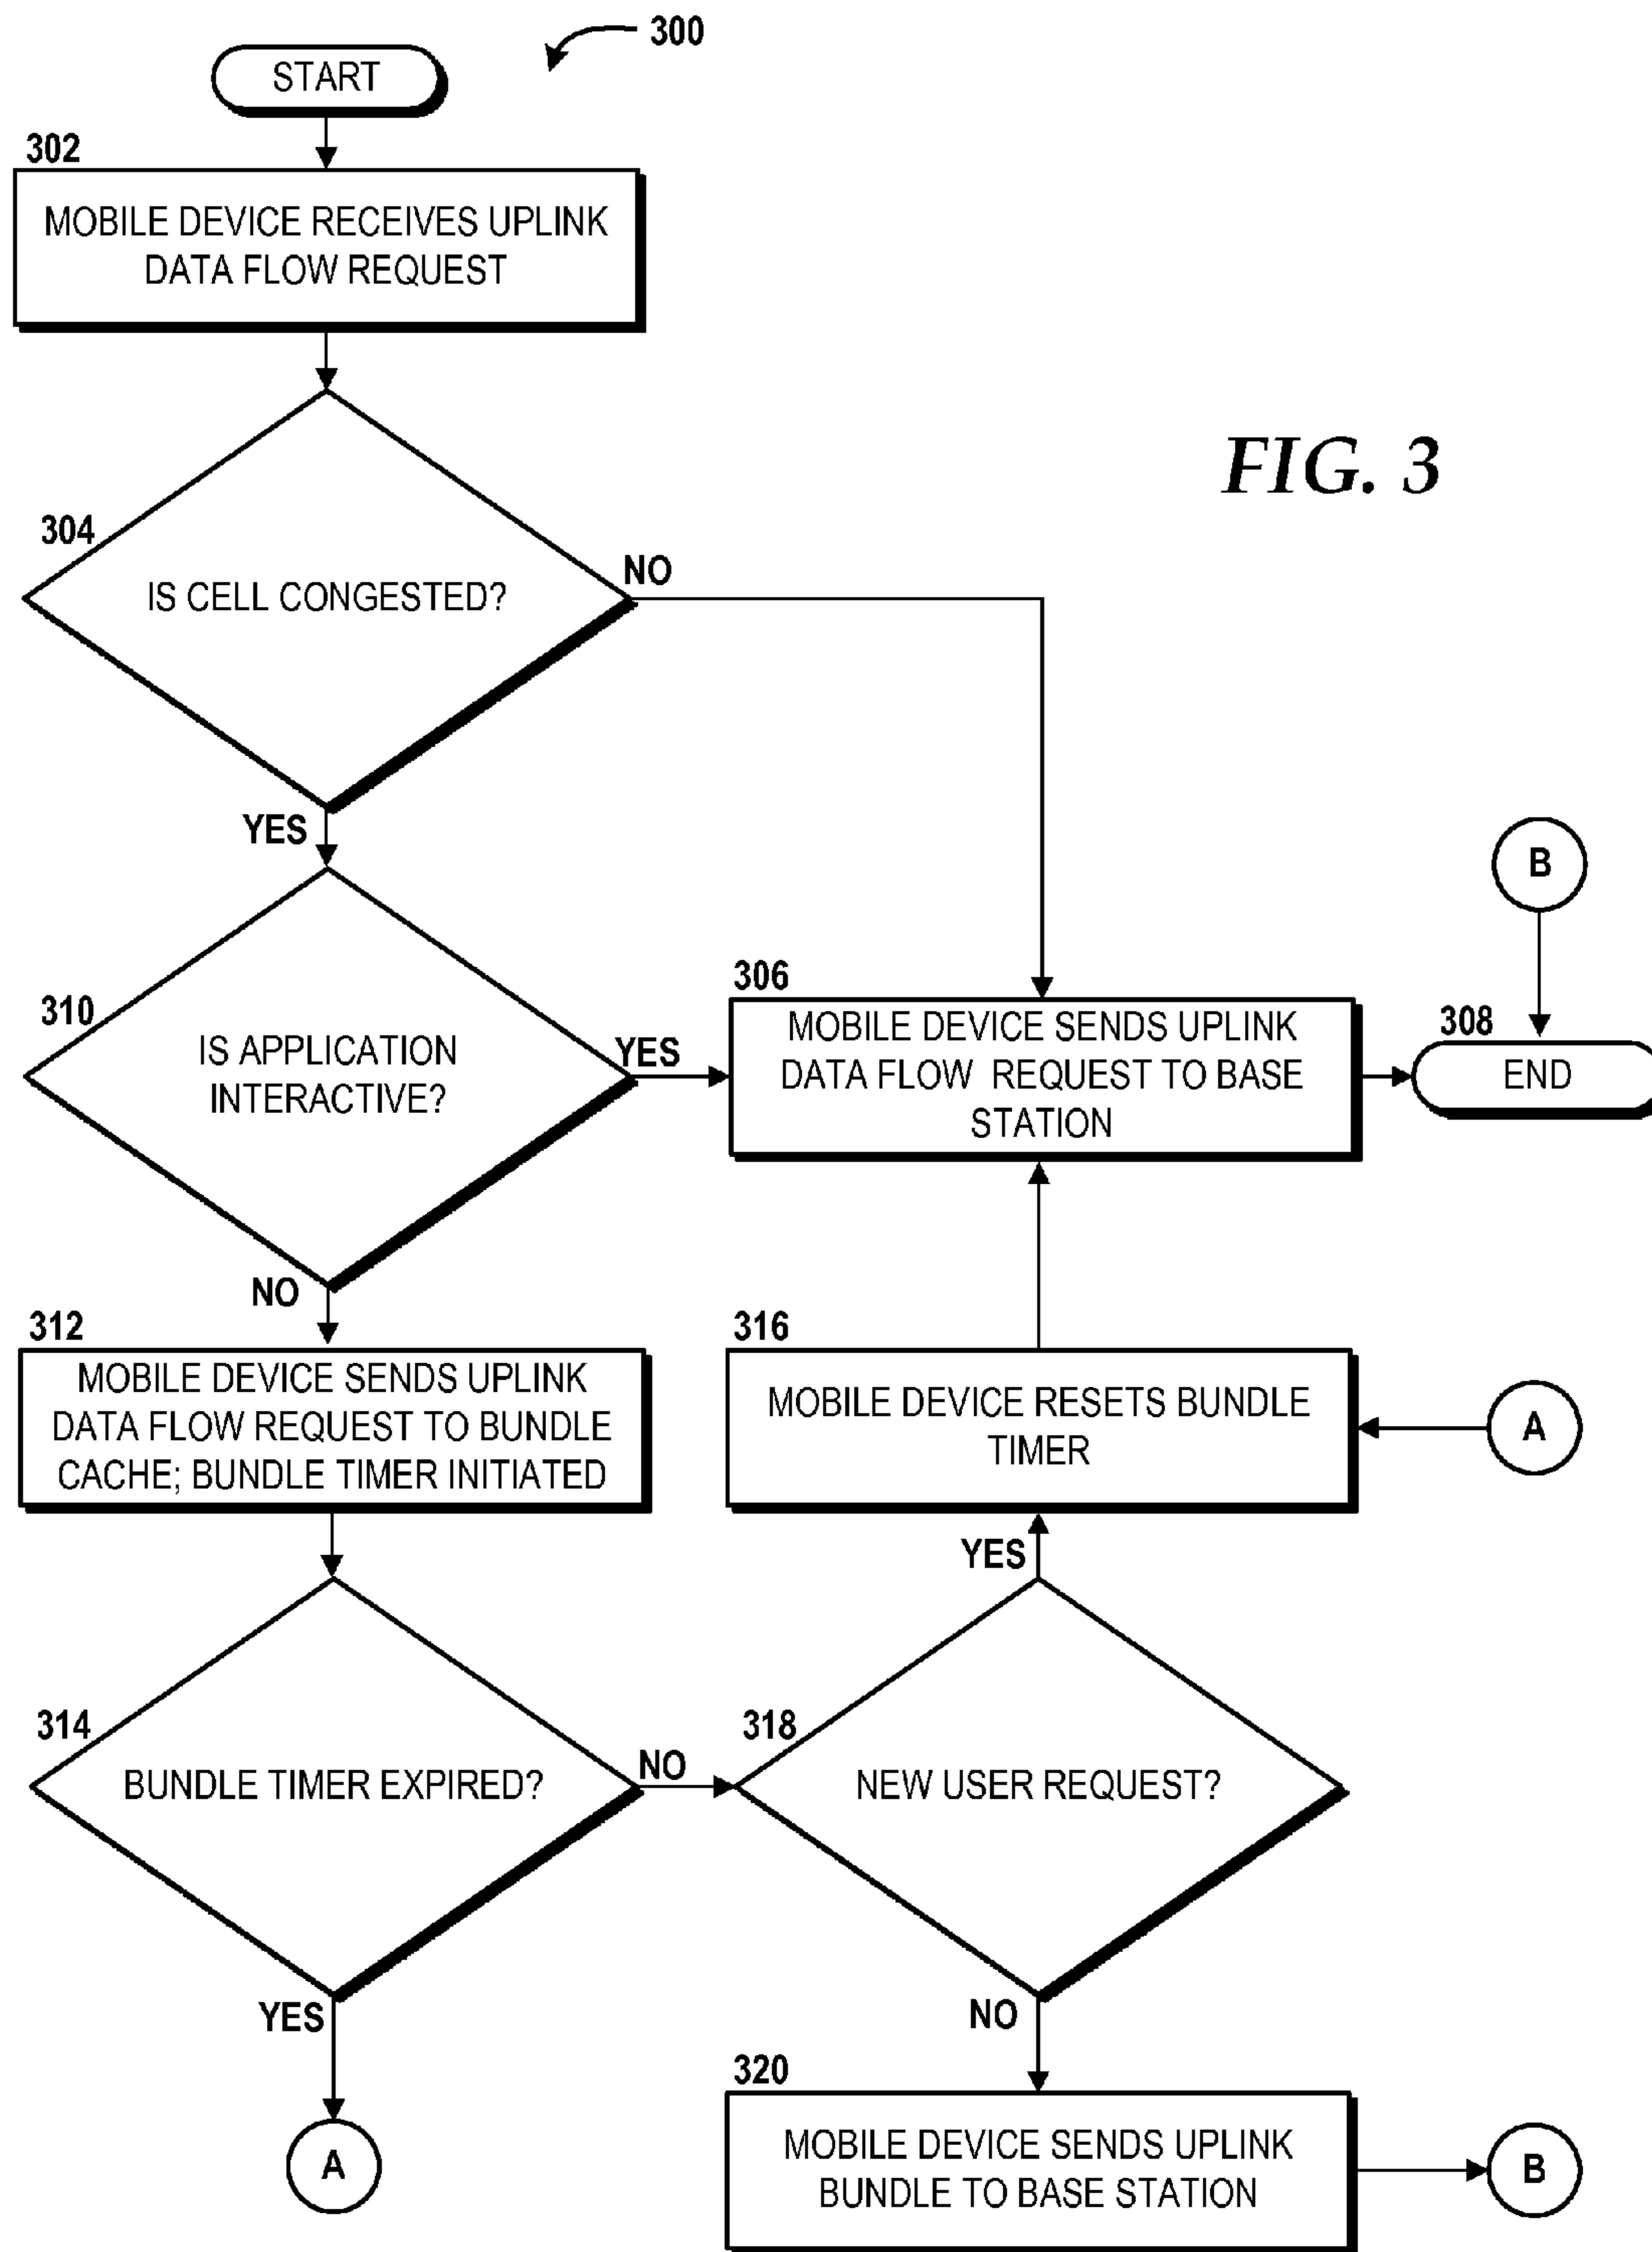 300
START
302
MOBILE DEVICE RECEIVES UPLINK
DATA FLOW REQUEST
FIG. 3
304
IS CELL CONGESTED?
NO
YES
B
310
IS APPLICATION
INTERACTIVE?
YES
306
MOBILE DEVICE SENDS UPLINK
DATA FLOW REQUEST TO BASE
STATION
308
END
NO
312
MOBILE DEVICE SENDS UPLINK
DATA FLOW REQUEST TO BUNDLE
CACHE; BUNDLE TIMER INITIATED
316
MOBILE DEVICE RESETS BUNDLE
TIMER
A
YES
314
BUNDLE TIMER EXPIRED?
NO
318
NEW USER REQUEST?
YES
A
NO
320
MOBILE DEVICE SENDS UPLINK
BUNDLE TO BASE STATION
B